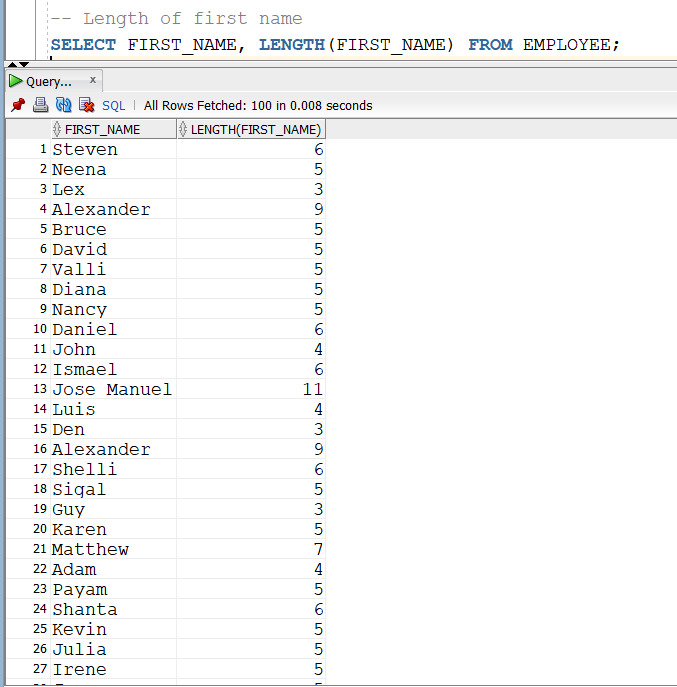 -- Length of first name
SELECT FIRST_NAME, LENGTH(FIRST_NAME) FROM EMPLOYEE;
Query... x
SQL | All Rows Fetched: 100 in 0.008 seconds
FIRST_NAME LENGTH(FIRST_NAME)
1 Steven 6
2 Neena 5
3 Lex 3
4 Alexander 9
5 Bruce 5
6 David 5
7 Valli 5
8 Diana 5
9 Nancy 5
10 Daniel 6
11 John 4
12 Ismael 6
13 Jose Manuel 11
14 Luis 4
15 Den 3
16 Alexander 9
17 Shelli 6
18 Sigal 5
19 Guy 3
20 Karen 5
21 Matthew 7
22 Adam 4
23 Payam 5
24 Shanta 6
25 Kevin 5
26 Julia 5
27 Irene 5